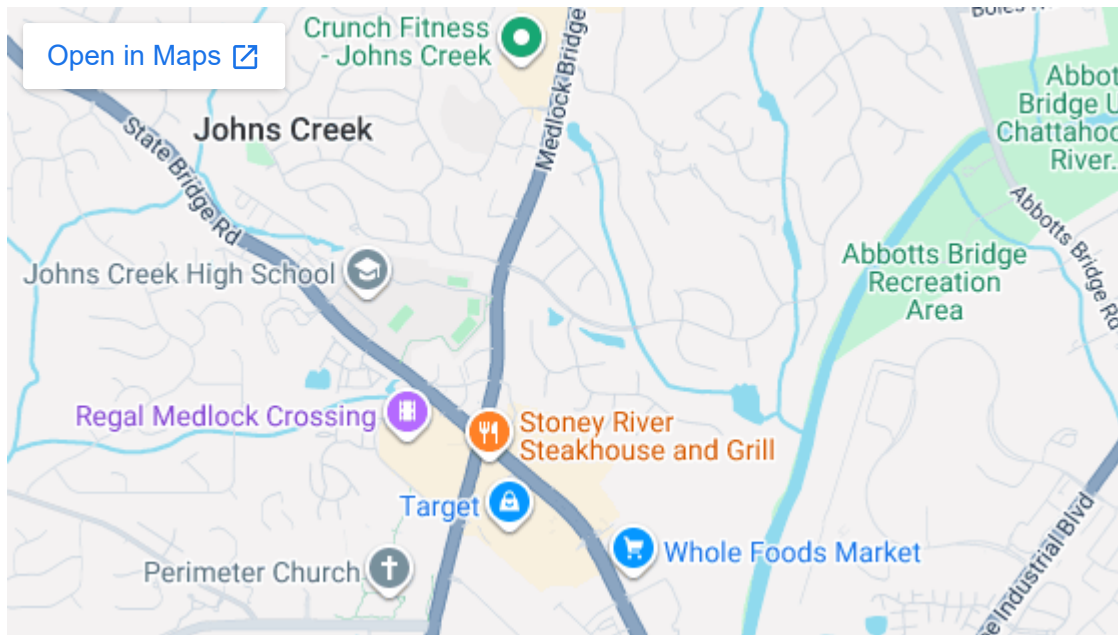 Open in Maps
Crunch Fitness
- Johns Creek
Medlock Bridge
Johns Creek
State Bridge Rd
Abbot
Bridge U
Chattahoo
River.
Abbotts Bridge Rd
Abbotts Bridge
Recreation
Area
Johns Creek High School
Regal Medlock Crossing
Stoney River
Steakhouse and Grill
Target
Whole Foods Market
Perimeter Church
e Industrial Blvd